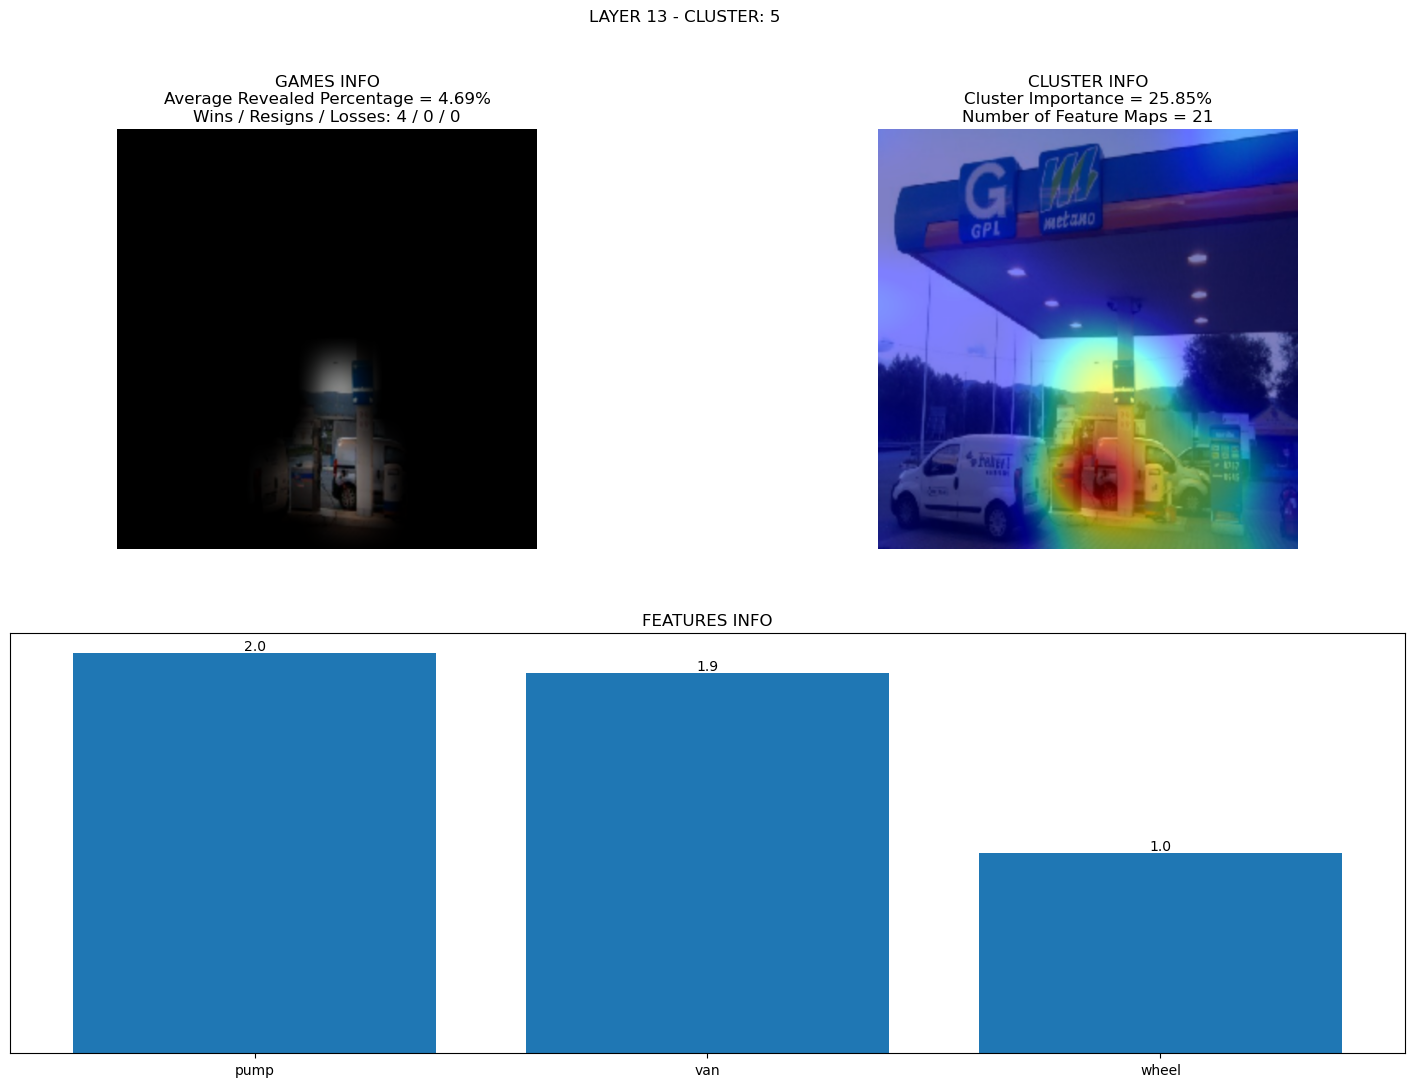 LAYER 13 - CLUSTER: 5
GAMES INFO
Average Revealed Percentage = 4.69%
Wins / Resigns / Losses: 4 / 0 / 0
CLUSTER INFO
Cluster Importance = 25.85%
Number of Feature Maps = 21
G
GPL
metano
FEATURES INFO
2.0
1.9
1.0
pump
van
wheel